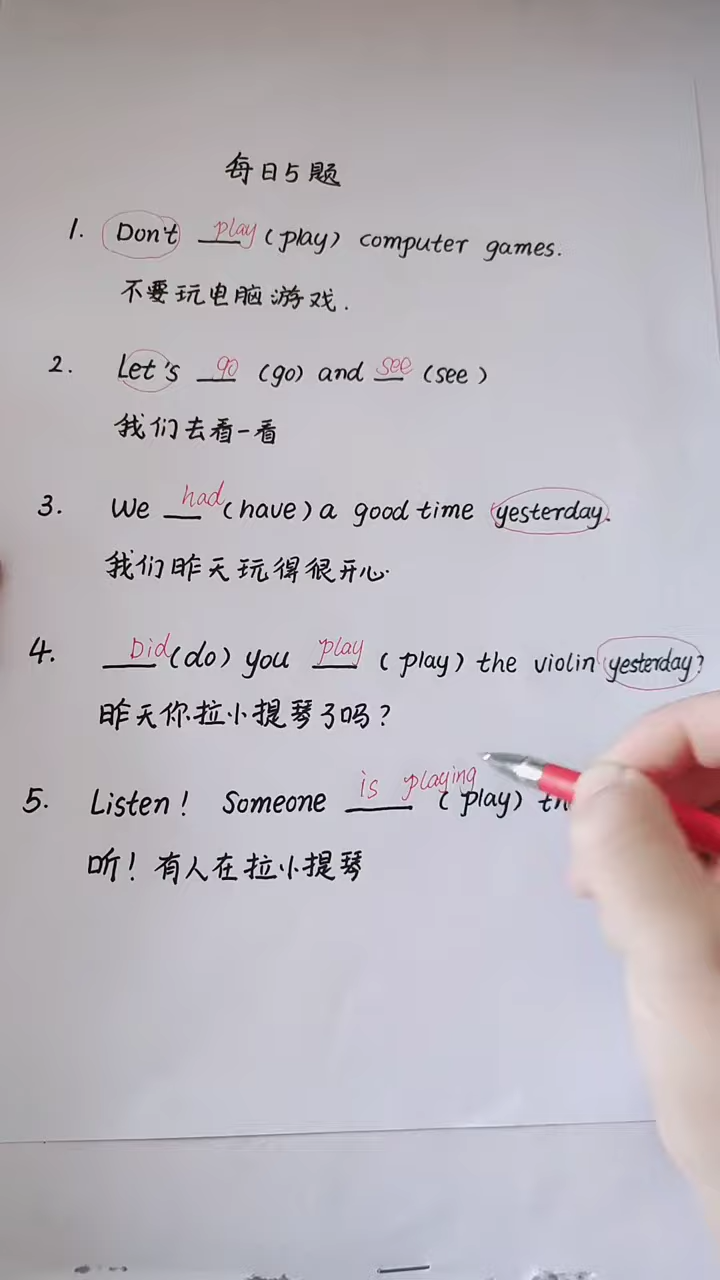 每日5题
1. Don't play (play) computer games.
不要玩电脑游戏.
2. Let's go (go) and see (see)
我们去看一看
3. We had (have) a good time yesterday.
我们昨天玩得很开心.
4. Did (do) you play (play) the violin yesterday?
昨天你拉小提琴了吗?
5. Listen! Someone is playing (play)
听! 有人在拉小提琴